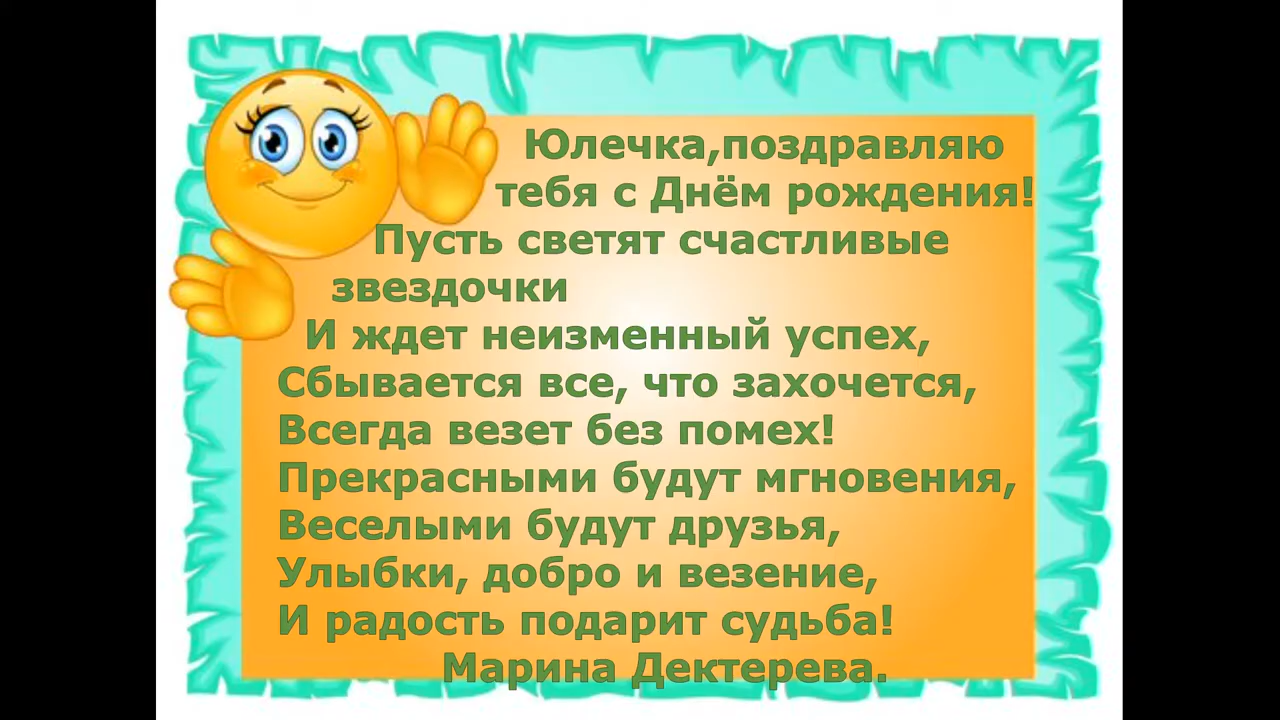 Юлечка,поздравляю
тебя с Днём рождения!
Пусть светят счастливые
звездочки
И ждет неизменный успех,
Сбывается все, что захочется,
Всегда везет без помех!
Прекрасными будут мгновения,
Веселыми будут друзья,
Улыбки, добро и везение,
И радость подарит судьба!
Марина Дектерева.